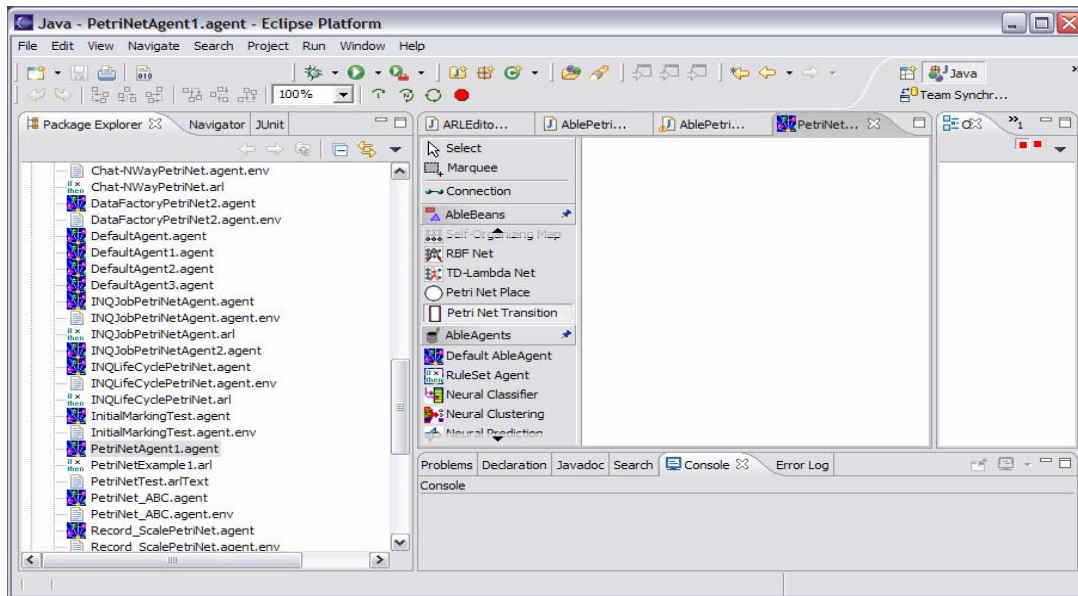 Java - PetriNetAgent1.agent - Eclipse Platform
File Edit View Navigate Search Project Run Window Help
Java
100%
Team Synchr...
Package Explorer Navigator JUnit
ARLEdito... AblePetri... AblePetri... PetriNet...
Chat-NWayPetriNet.agent.env
Chat-NWayPetriNet.arl
DataFactoryPetriNet2.agent
DataFactoryPetriNet2.agent.env
DefaultAgent.agent
DefaultAgent1.agent
DefaultAgent2.agent
DefaultAgent3.agent
INQJobPetriNetAgent.agent
INQJobPetriNetAgent.agent.env
INQJobPetriNetAgent.arl
INQJobPetriNetAgent2.agent
INQLifeCyclePetriNet.agent
INQLifeCyclePetriNet.agent.env
INQLifeCyclePetriNet.arl
InitialMarkingTest.agent
InitialMarkingTest.agent.env
PetriNetAgent1.agent
PetriNetExample1.arl
PetriNetTest.arlText
PetriNet_ABC.agent
PetriNet_ABC.agent.env
Record_ScalePetriNet.agent
Record_ScalePetriNet.agent.env
Select
Marquee
Connection
AbleBeans
Self-Organizing Map
RBF Net
TD-Lambda Net
Petri Net Place
Petri Net Transition
AbleAgents
Default AbleAgent
RuleSet Agent
Neural Classifier
Neural Clustering
Neural Prediction
Problems Declaration Javadoc Search Console Error Log
Console